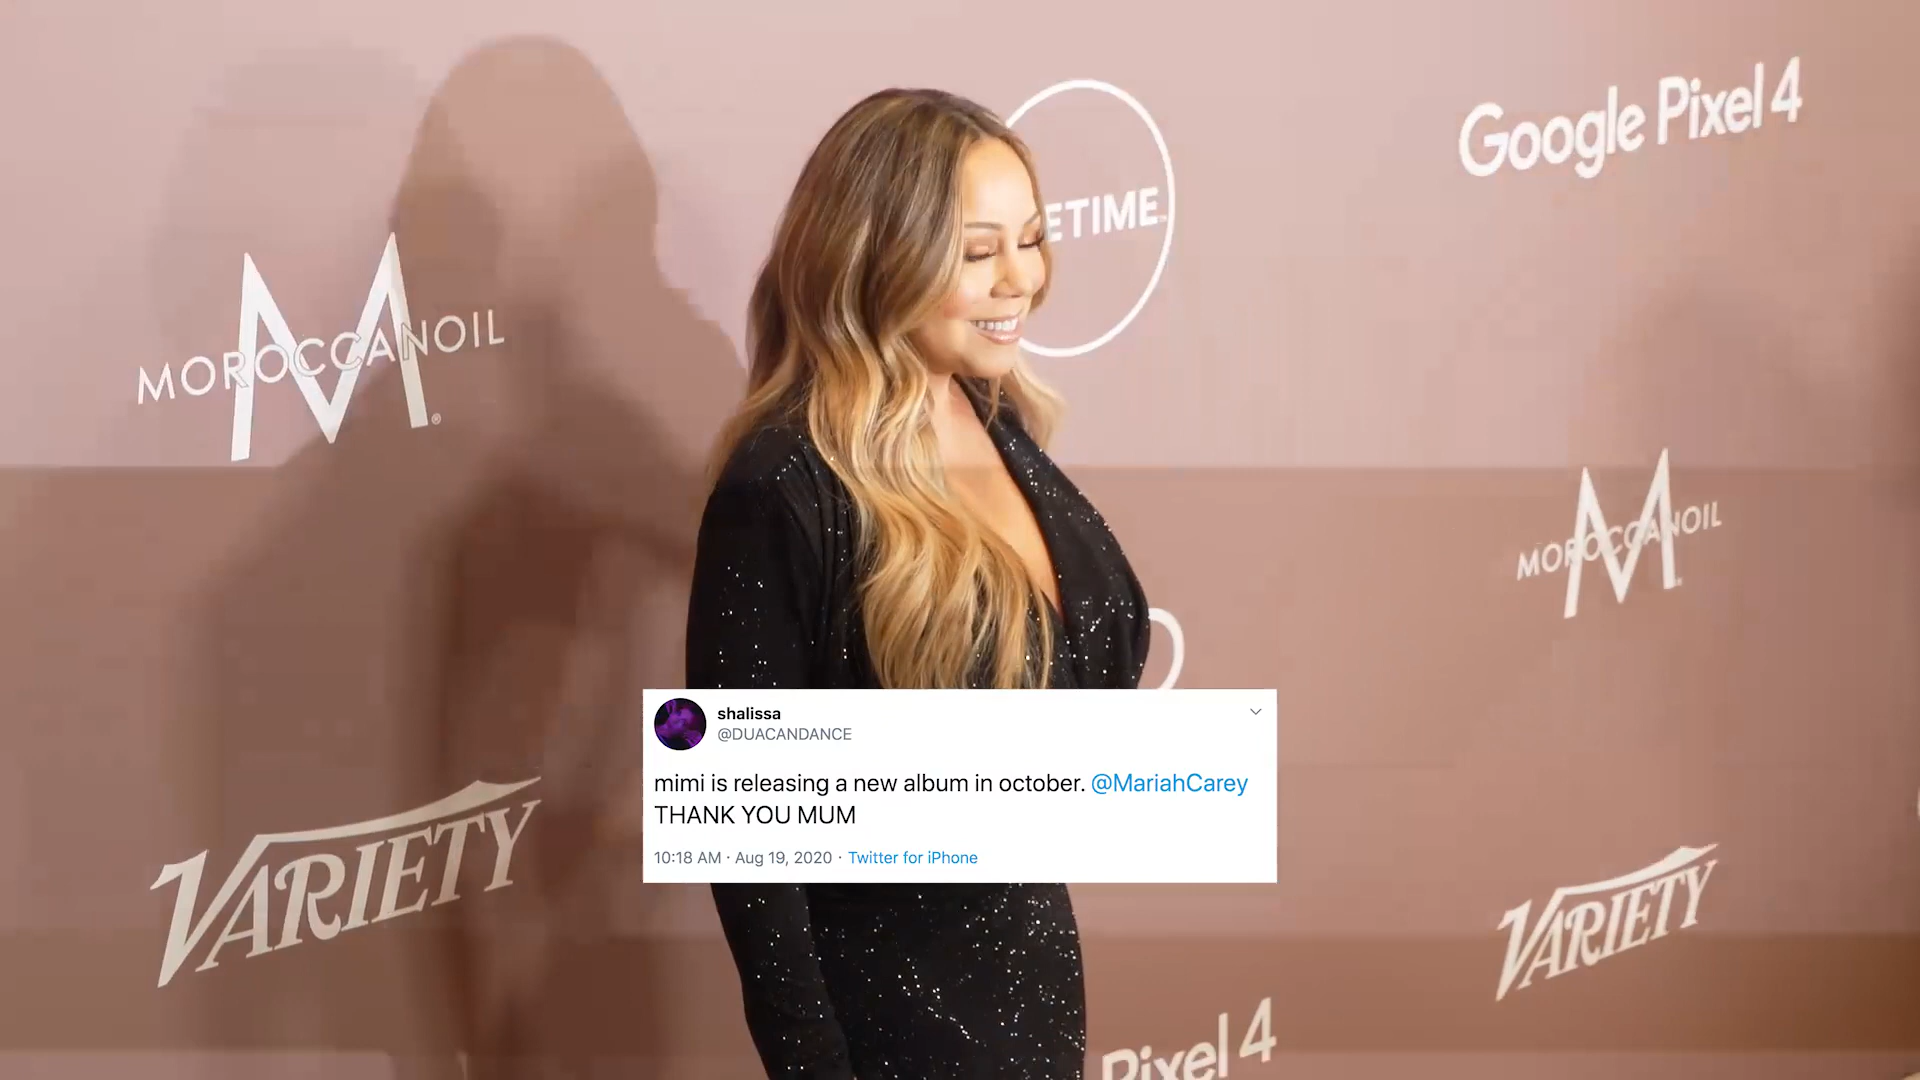 Google Pixel 4
ETIME
MOROCCANOIL
MOROCCANOIL
shalissa
@DUACANDANCE
mimi is releasing a new album in october. @MariahCarey
THANK YOU MUM
10:18 AM · Aug 19, 2020 · Twitter for iPhone
VARIETY
VARIETY
Pixel 4